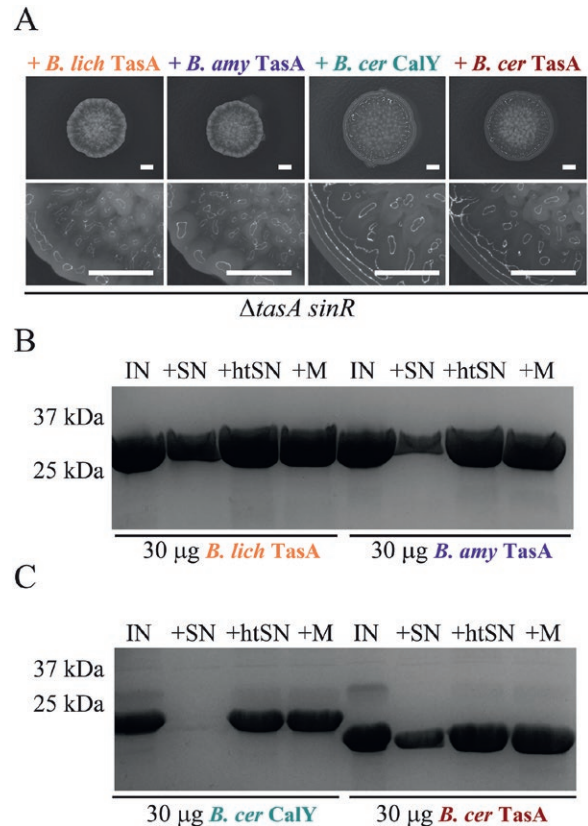 A
+ B. lich TasA + B. amy TasA + B. cer CalY + B. cer TasA
ΔtasA sinR
B
IN +SN +htSN +M IN +SN +htSN +M
37 kDa
25 kDa
30 μg B. lich TasA 30 μg B. amy TasA
C
IN +SN +htSN +M IN +SN +htSN +M
37 kDa
25 kDa
30 μg B. cer CalY 30 μg B. cer TasA